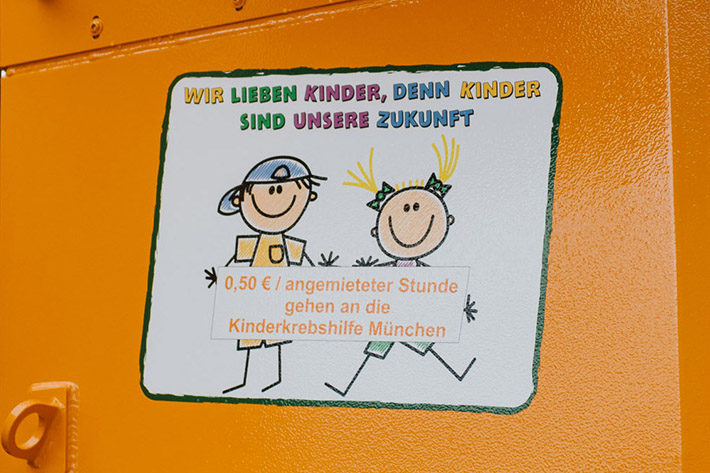 WIR LIEBEN KINDER, DENN KINDER
SIND UNSERE ZUKUNFT
0,50 € / angemieteter Stunde
gehen an die
Kinderkrebshilfe München